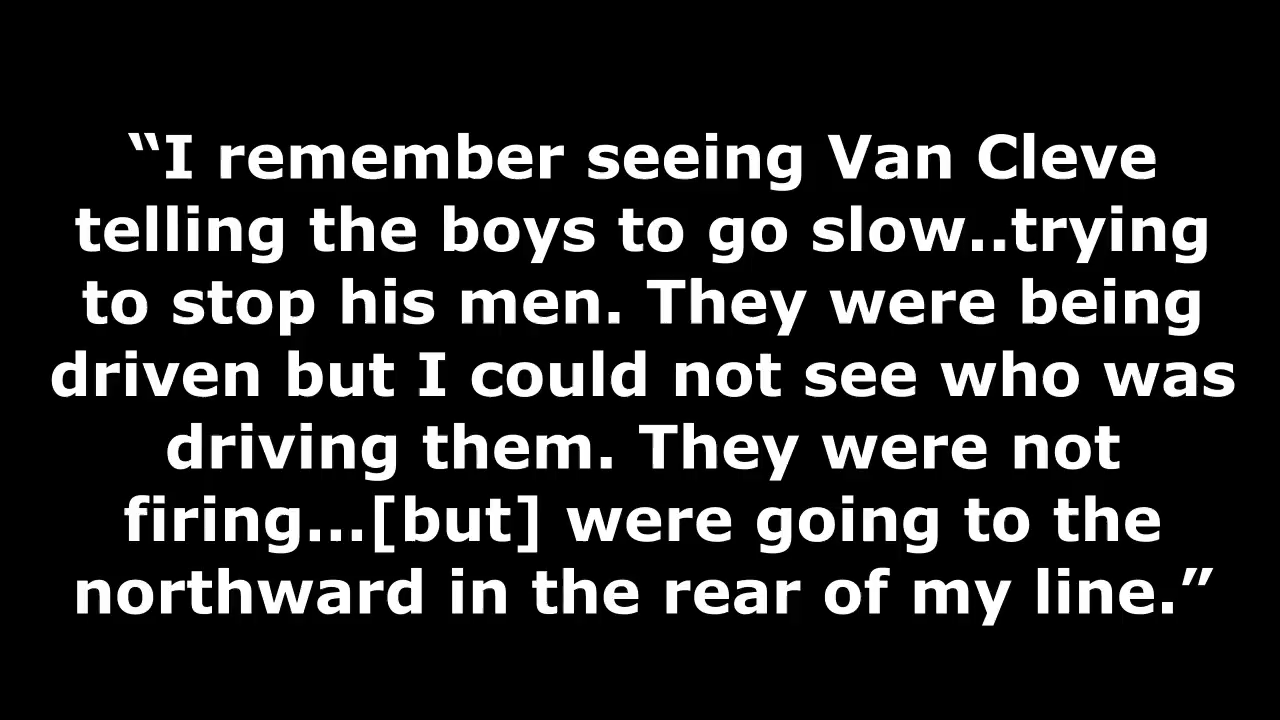 “I remember seeing Van Cleve
telling the boys to go slow..trying
to stop his men. They were being
driven but I could not see who was
driving them. They were not
firing...[but] were going to the
northward in the rear of my line.”